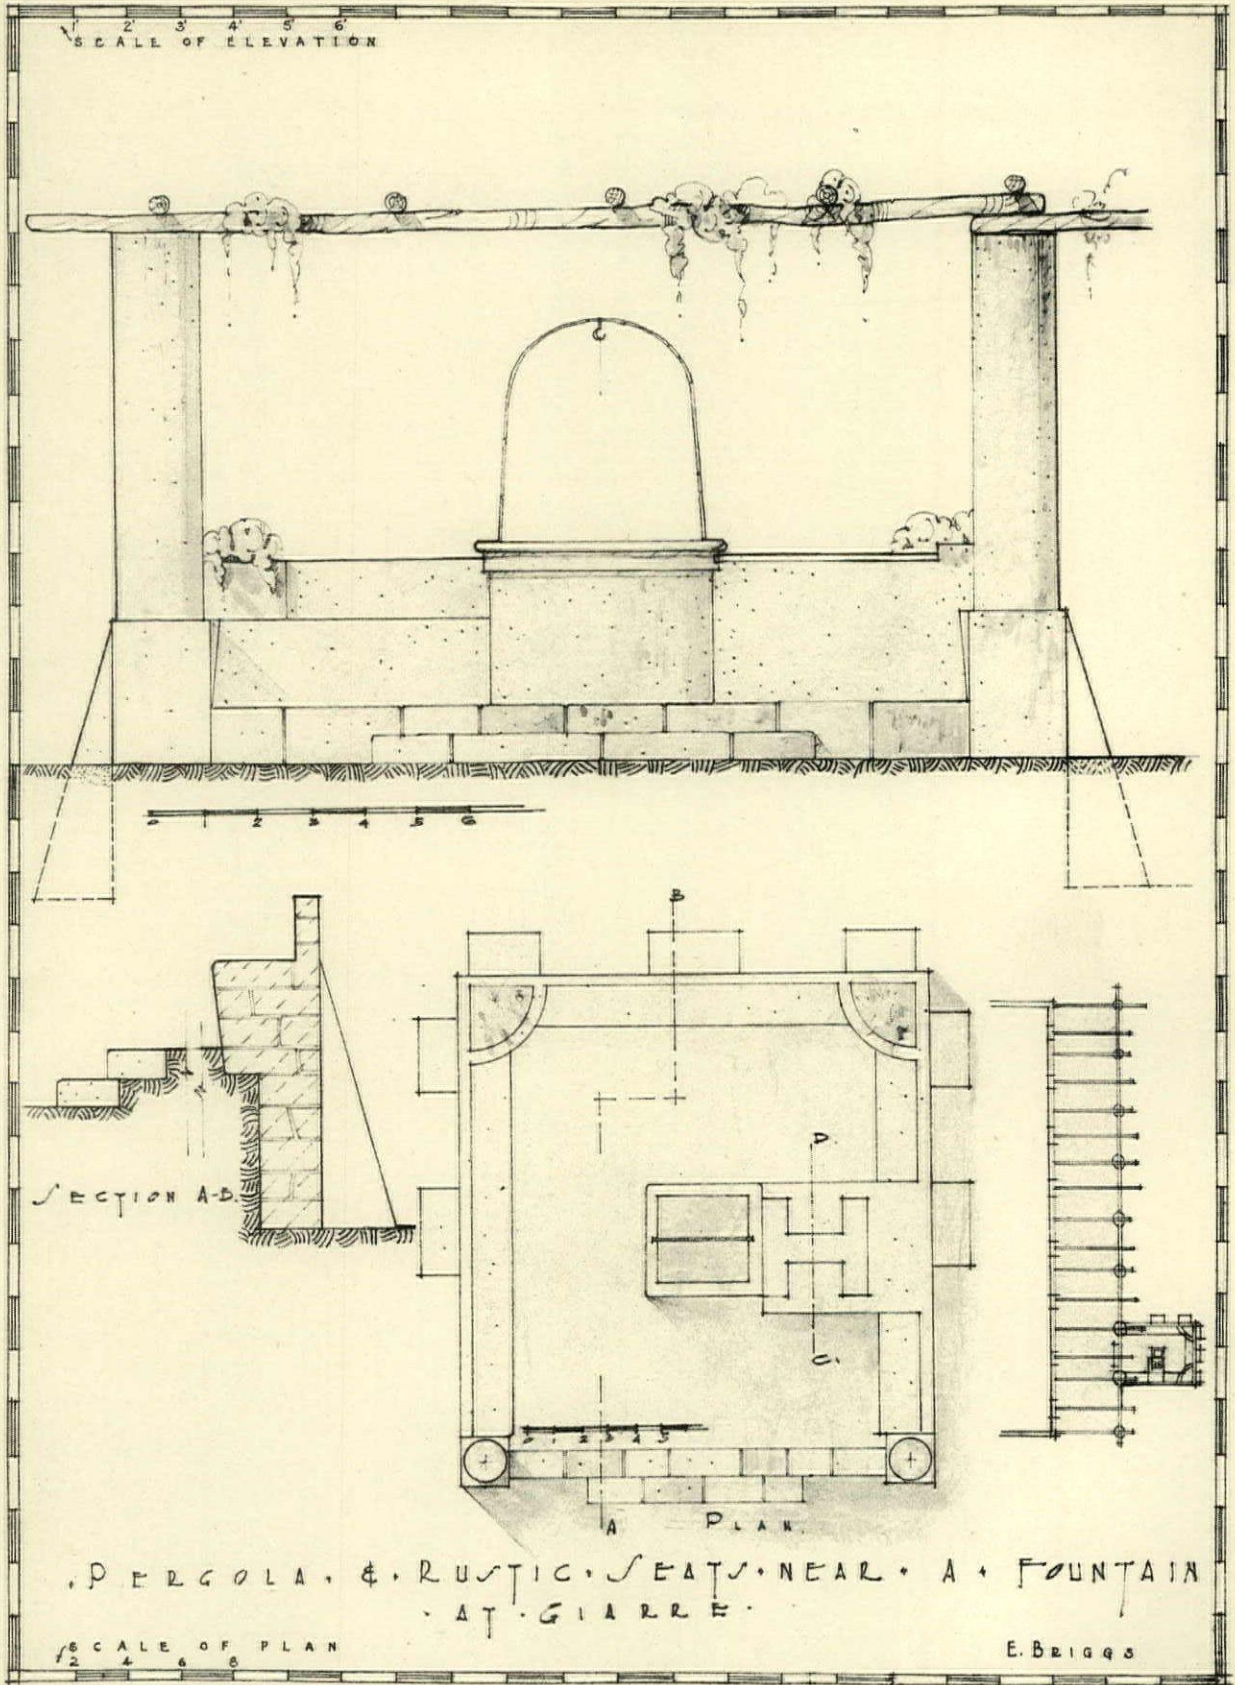 1' 2' 3' 4' 5' 6'
SCALE OF ELEVATION
0 1 2 3 4 5 6
B
SECTION A-B.
D.
C.
0 1 2 3 4 5
A
PLAN.
.PERGOLA. &. RUSTIC. SEATS. NEAR. A. FOUNTAIN
. AT. GIARRE.
SCALE OF PLAN
2 4 6 8
E. BRIGGS